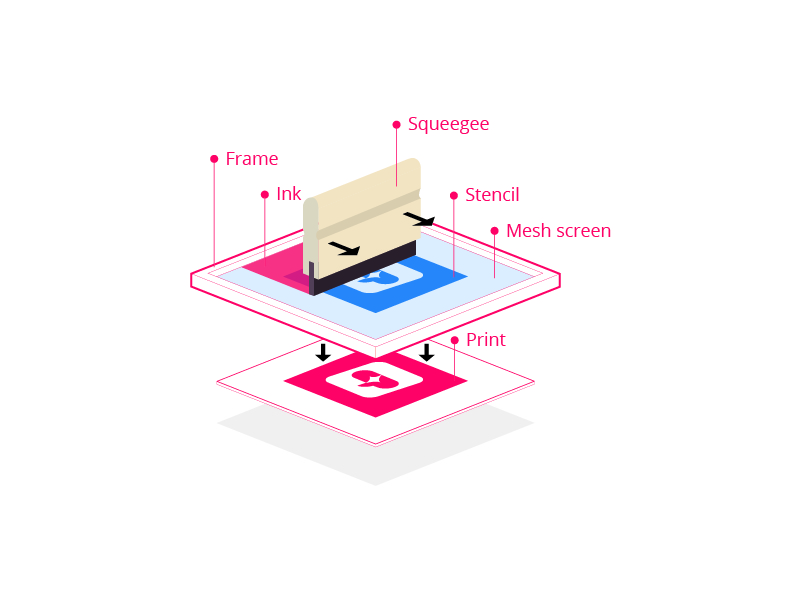 Squeegee
Frame
Ink
Stencil
Mesh screen
Print